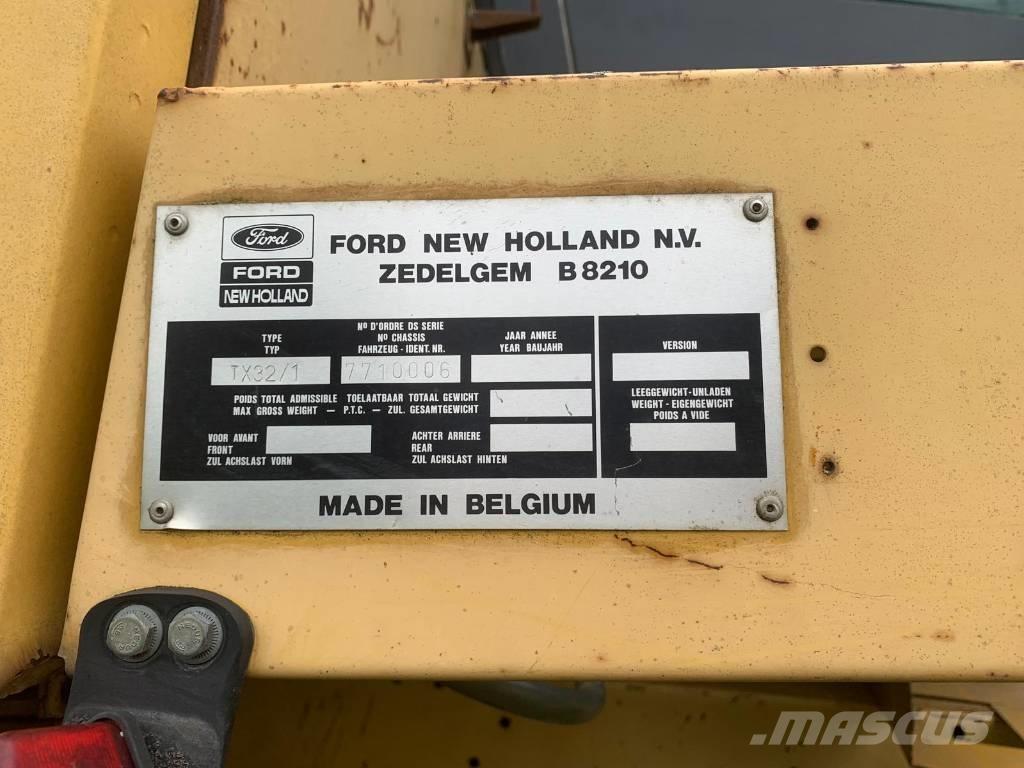 Ford
FORD
NEW HOLLAND
FORD NEW HOLLAND N.V.
ZEDELGEM B 8210
TYPE
TYP
TX32/1
Nº D'ORDRE DS SERIE
Nº CHASSIS
FAHRZEUG - IDENT. NR.
7710006
JAAR ANNEE
YEAR BAUJAHR
VERSION
POIDS TOTAL ADMISSIBLE TOELAATBAAR TOTAAL GEWICHT
MAX GROSS WEIGHT — P.T.C. — ZUL. GESAMTGEWICHT
LEEGGEWICHT - UNLADEN
WEIGHT - EIGENGEWICHT
POIDS A VIDE
VOOR AVANT
FRONT
ZUL ACHSLAST VORN
ACHTER ARRIERE
REAR
ZUL ACHSLAST HINTEN
MADE IN BELGIUM
MASCUS